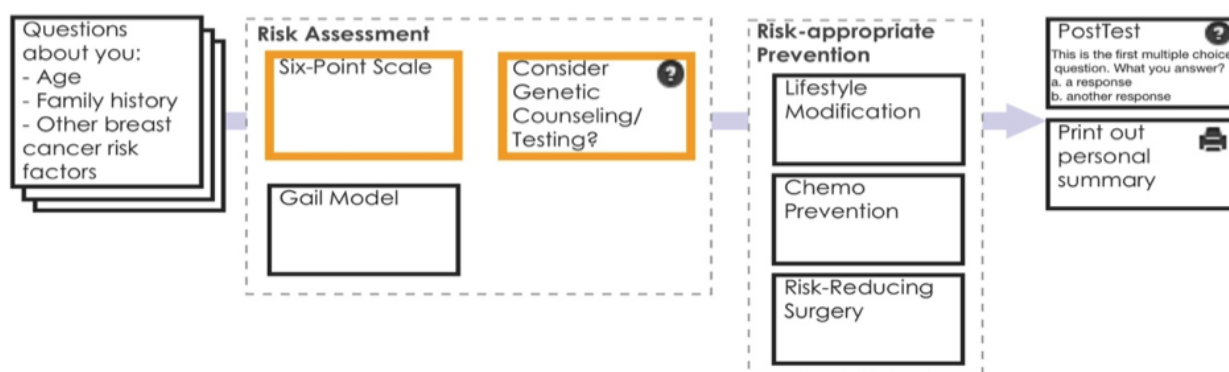 Questions
about you:
- Age
- Family history
- Other breast
cancer risk
factors
Risk Assessment
Six-Point Scale
Consider
Genetic
Counseling/
Testing?
?
Gail Model
Risk-appropriate
Prevention
Lifestyle
Modification
Chemo
Prevention
Risk-Reducing
Surgery
PostTest
?
This is the first multiple choice
question. What you answer?
a. a response
b. another response
Print out
personal
summary